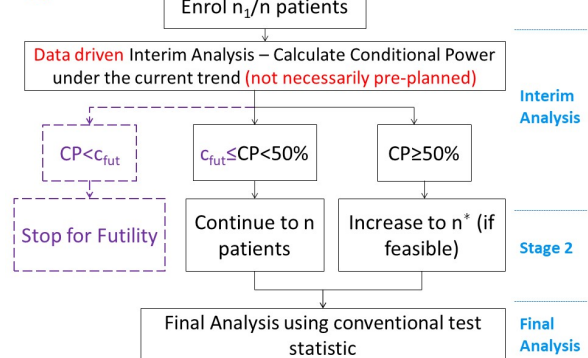 Enrol n₁/n patients
Data driven Interim Analysis – Calculate Conditional Power
under the current trend (not necessarily pre-planned)
Interim
Analysis
CP<c_fut
c_fut≤CP<50%
CP≥50%
Stop for Futility
Continue to n
patients
Increase to n* (if
feasible)
Stage 2
Final Analysis using conventional test
statistic
Final
Analysis